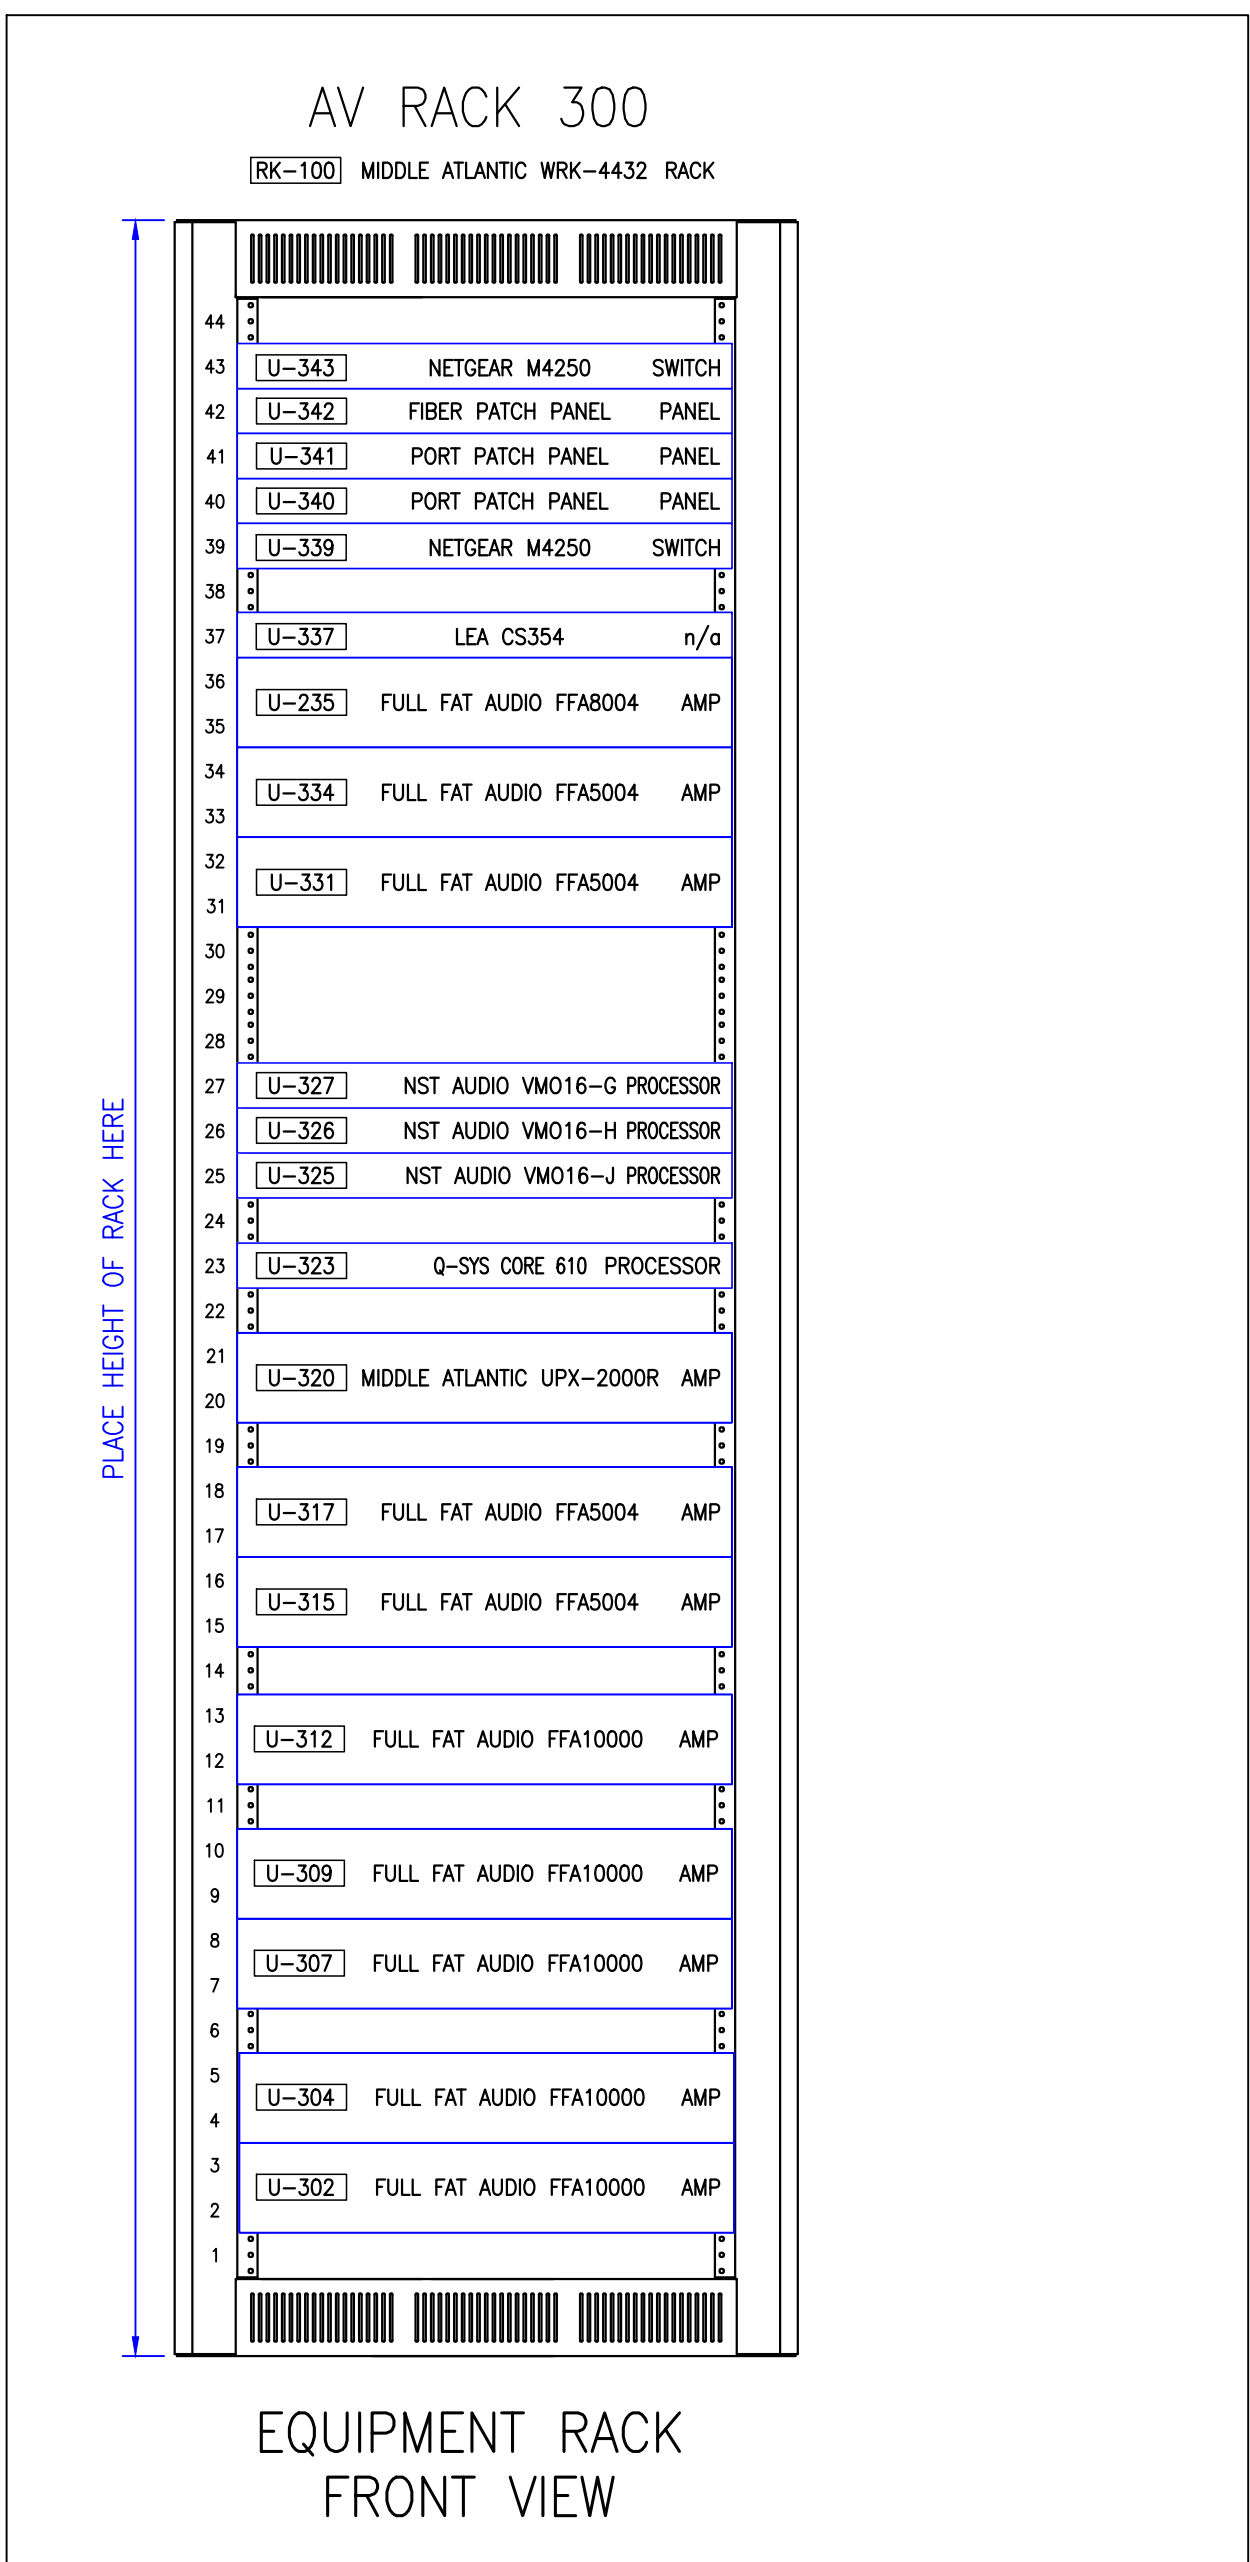 AV RACK 300
RK-100 MIDDLE ATLANTIC WRK-4432 RACK
44
43 U-343 NETGEAR M4250 SWITCH
42 U-342 FIBER PATCH PANEL PANEL
41 U-341 PORT PATCH PANEL PANEL
40 U-340 PORT PATCH PANEL PANEL
39 U-339 NETGEAR M4250 SWITCH
38
37 U-337 LEA CS354 n/a
36
U-235 FULL FAT AUDIO FFA8004 AMP
35
34
U-334 FULL FAT AUDIO FFA5004 AMP
33
32
U-331 FULL FAT AUDIO FFA5004 AMP
31
30
29
28
27 U-327 NST AUDIO VMO16-G PROCESSOR
26 U-326 NST AUDIO VMO16-H PROCESSOR
25 U-325 NST AUDIO VMO16-J PROCESSOR
24
23 U-323 Q-SYS CORE 610 PROCESSOR
22
21
U-320 MIDDLE ATLANTIC UPX-2000R AMP
20
19
18
U-317 FULL FAT AUDIO FFA5004 AMP
17
16
U-315 FULL FAT AUDIO FFA5004 AMP
15
14
13
U-312 FULL FAT AUDIO FFA10000 AMP
12
11
10
U-309 FULL FAT AUDIO FFA10000 AMP
9
8
U-307 FULL FAT AUDIO FFA10000 AMP
7
6
5
U-304 FULL FAT AUDIO FFA10000 AMP
4
3
U-302 FULL FAT AUDIO FFA10000 AMP
2
1
PLACE HEIGHT OF RACK HERE
EQUIPMENT RACK
FRONT VIEW